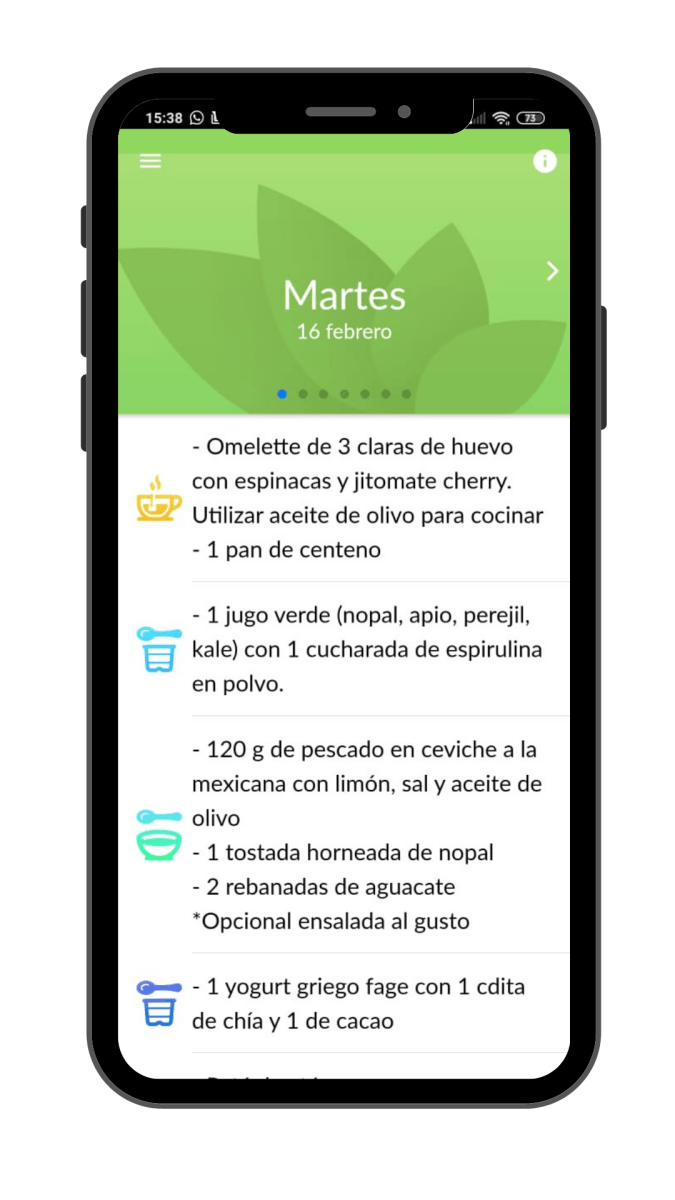 15:38
73
Martes
16 febrero
- Omelette de 3 claras de huevo
con espinacas y jitomate cherry.
Utilizar aceite de olivo para cocinar
- 1 pan de centeno
- 1 jugo verde (nopal, apio, perejil,
kale) con 1 cucharada de espirulina
en polvo.
- 120 g de pescado en ceviche a la
mexicana con limón, sal y aceite de
olivo
- 1 tostada horneada de nopal
- 2 rebanadas de aguacate
*Opcional ensalada al gusto
- 1 yogurt griego fage con 1 cdita
de chía y 1 de cacao